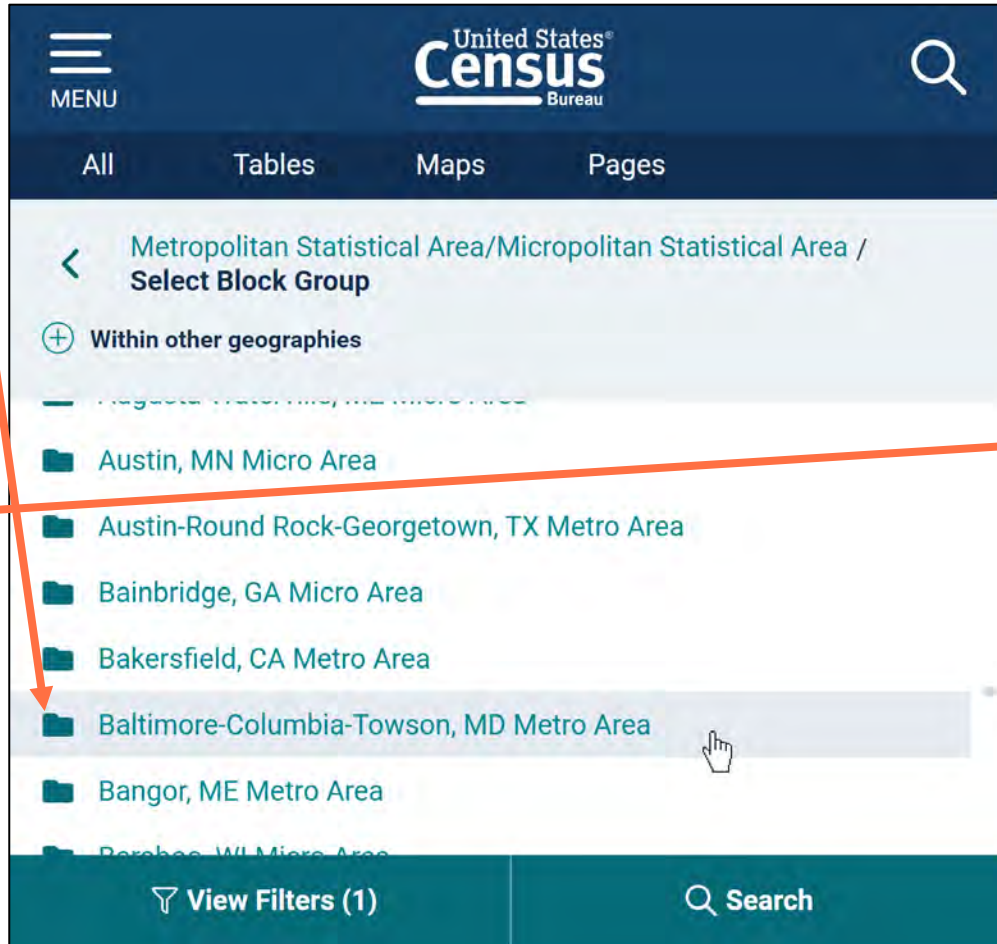 MENU
United States®
Census
Bureau
All Tables Maps Pages
Metropolitan Statistical Area/Micropolitan Statistical Area /
Select Block Group
Within other geographies
Austin, MN Micro Area
Austin-Round Rock-Georgetown, TX Metro Area
Bainbridge, GA Micro Area
Bakersfield, CA Metro Area
Baltimore-Columbia-Towson, MD Metro Area
Bangor, ME Metro Area
View Filters (1) Search